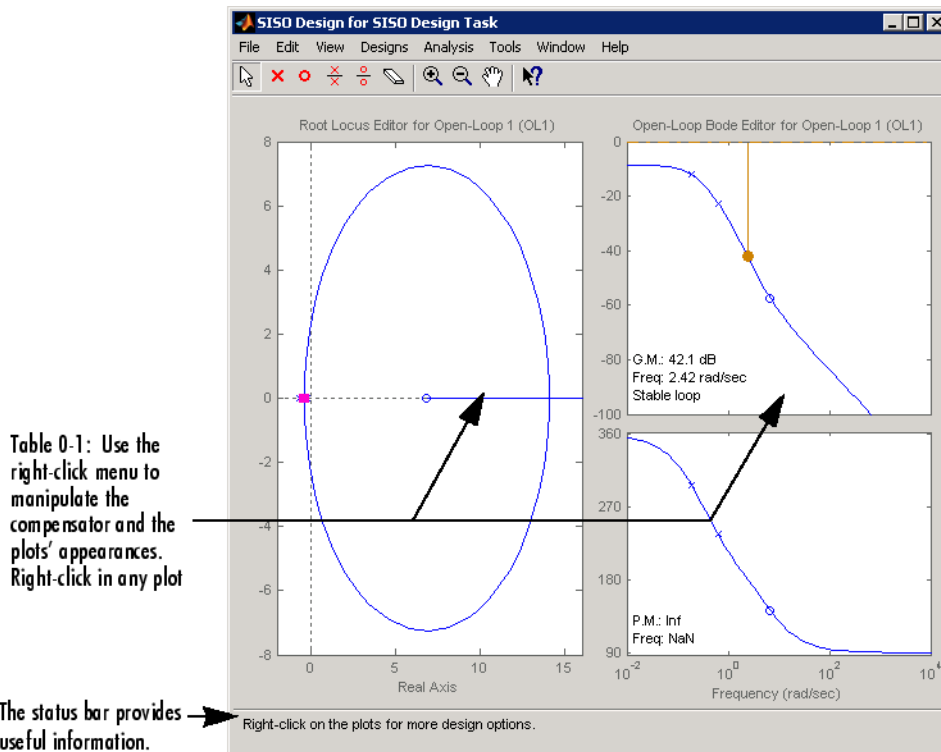 SISO Design for SISO Design Task
File Edit View Designs Analysis Tools Window Help
Root Locus Editor for Open-Loop 1 (OL1)
8
6
4
2
0
-2
-4
-6
-8
0 5 10 15
Real Axis
Open-Loop Bode Editor for Open-Loop 1 (OL1)
0
-20
-40
-60
-80
-100
G.M.: 42.1 dB
Freq: 2.42 rad/sec
Stable loop
360
270
180
90
P.M.: Inf
Freq: NaN
10^-2 10^0 10^2 10^4
Frequency (rad/sec)
Table 0-1: Use the
right-click menu to
manipulate the
compensator and the
plots' appearances.
Right-click in any plot
The status bar provides
useful information.
Right-click on the plots for more design options.